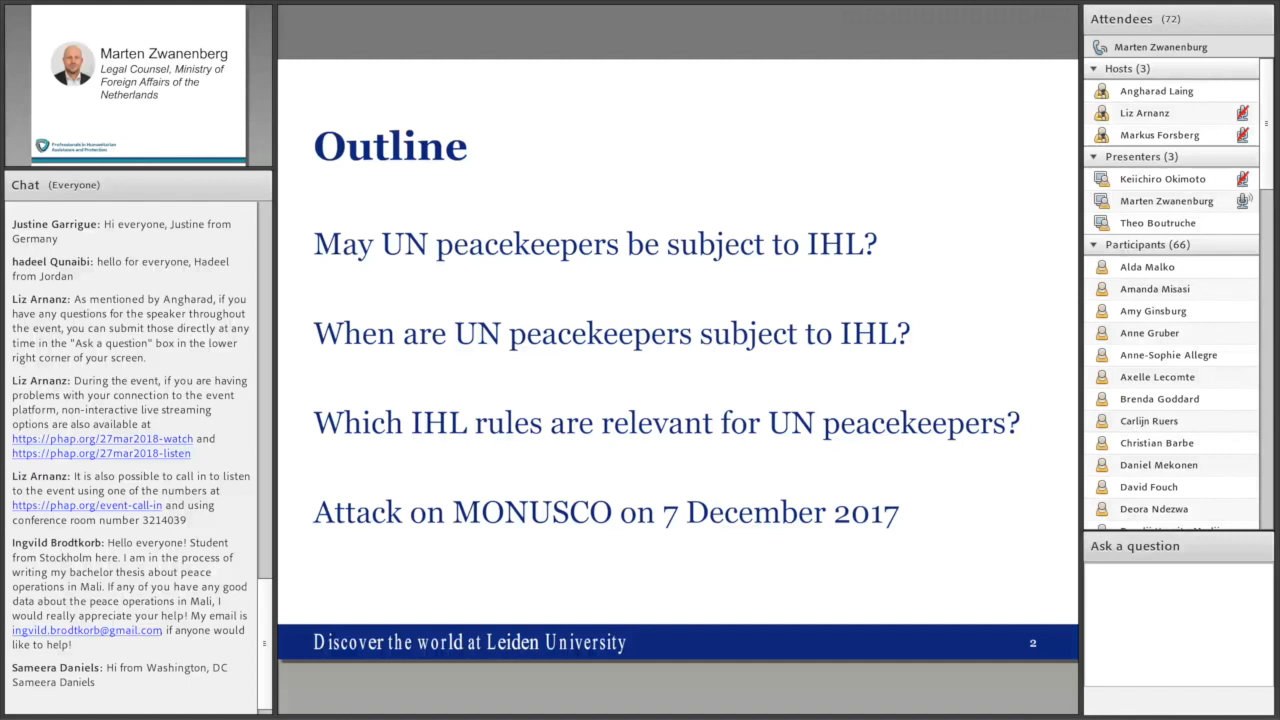 Marten Zwanenberg
Legal Counsel, Ministry of
Foreign Affairs of the
Netherlands
Professionals in Humanitarian
Assistance and Protection
Chat (Everyone)
Justine Garrigue: Hi everyone, Justine from
Germany
hadeel Qunaibi: hello for everyone, Hadeel
from Jordan
Liz Arnanz: As mentioned by Angharad, if you
have any questions for the speaker throughout
the event, you can submit those directly at any
time in the "Ask a question" box in the lower
right corner of your screen.
Liz Arnanz: During the event, if you are having
problems with your connection to the event
platform, non-interactive live streaming
options are also available at
https://phap.org/27mar2018-watch and
https://phap.org/27mar2018-listen
Liz Arnanz: It is also possible to call in to listen
to the event using one of the numbers at
https://phap.org/event-call-in and using
conference room number 3214039
Ingvild Brodtkorb: Hello everyone! Student
from Stockholm here. I am in the process of
writing my bachelor thesis about peace
operations in Mali. If any of you have any good
data about the peace operations in Mali, I
would really appreciate your help! My email is
ingvild.brodtkorb@gmail.com, if anyone would
like to help!
Sameera Daniels: Hi from Washington, DC
Sameera Daniels
Outline
May UN peacekeepers be subject to IHL?
When are UN peacekeepers subject to IHL?
Which IHL rules are relevant for UN peacekeepers?
Attack on MONUSCO on 7 December 2017
Discover the world at Leiden University
2
Attendees (72)
Marten Zwanenburg
Hosts (3)
Angharad Laing
Liz Arnanz
Markus Forsberg
Presenters (3)
Keiichiro Okimoto
Marten Zwanenburg
Theo Boutruche
Participants (66)
Alda Malko
Amanda Misasi
Amy Ginsburg
Anne Gruber
Anne-Sophie Allegre
Axelle Lecomte
Brenda Goddard
Carlijn Ruers
Christian Barbe
Daniel Mekonen
David Fouch
Deora Ndezwa
Ask a question